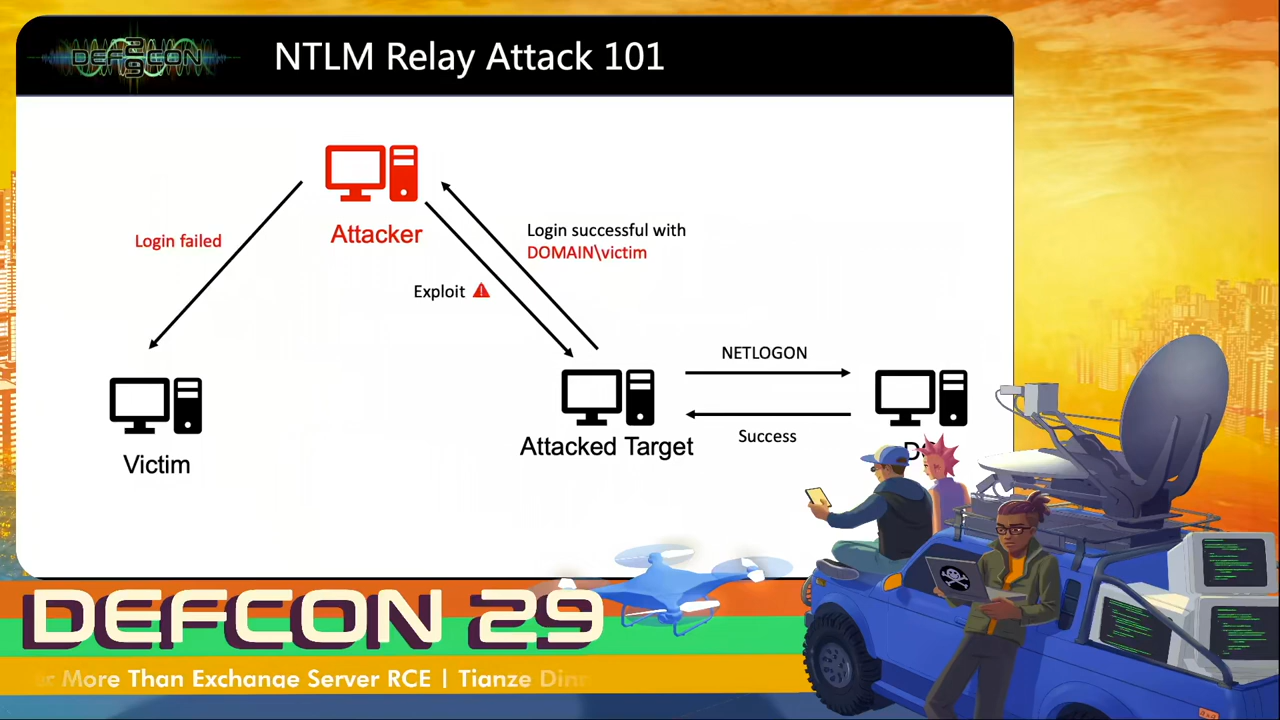 DEFCON
29
NTLM Relay Attack 101
Attacker
Login failed
Login successful with
DOMAIN\victim
Exploit
NETLOGON
Success
Attacked Target
Victim
DEFCON 29
More Than Exchange Server RCE | Tianze